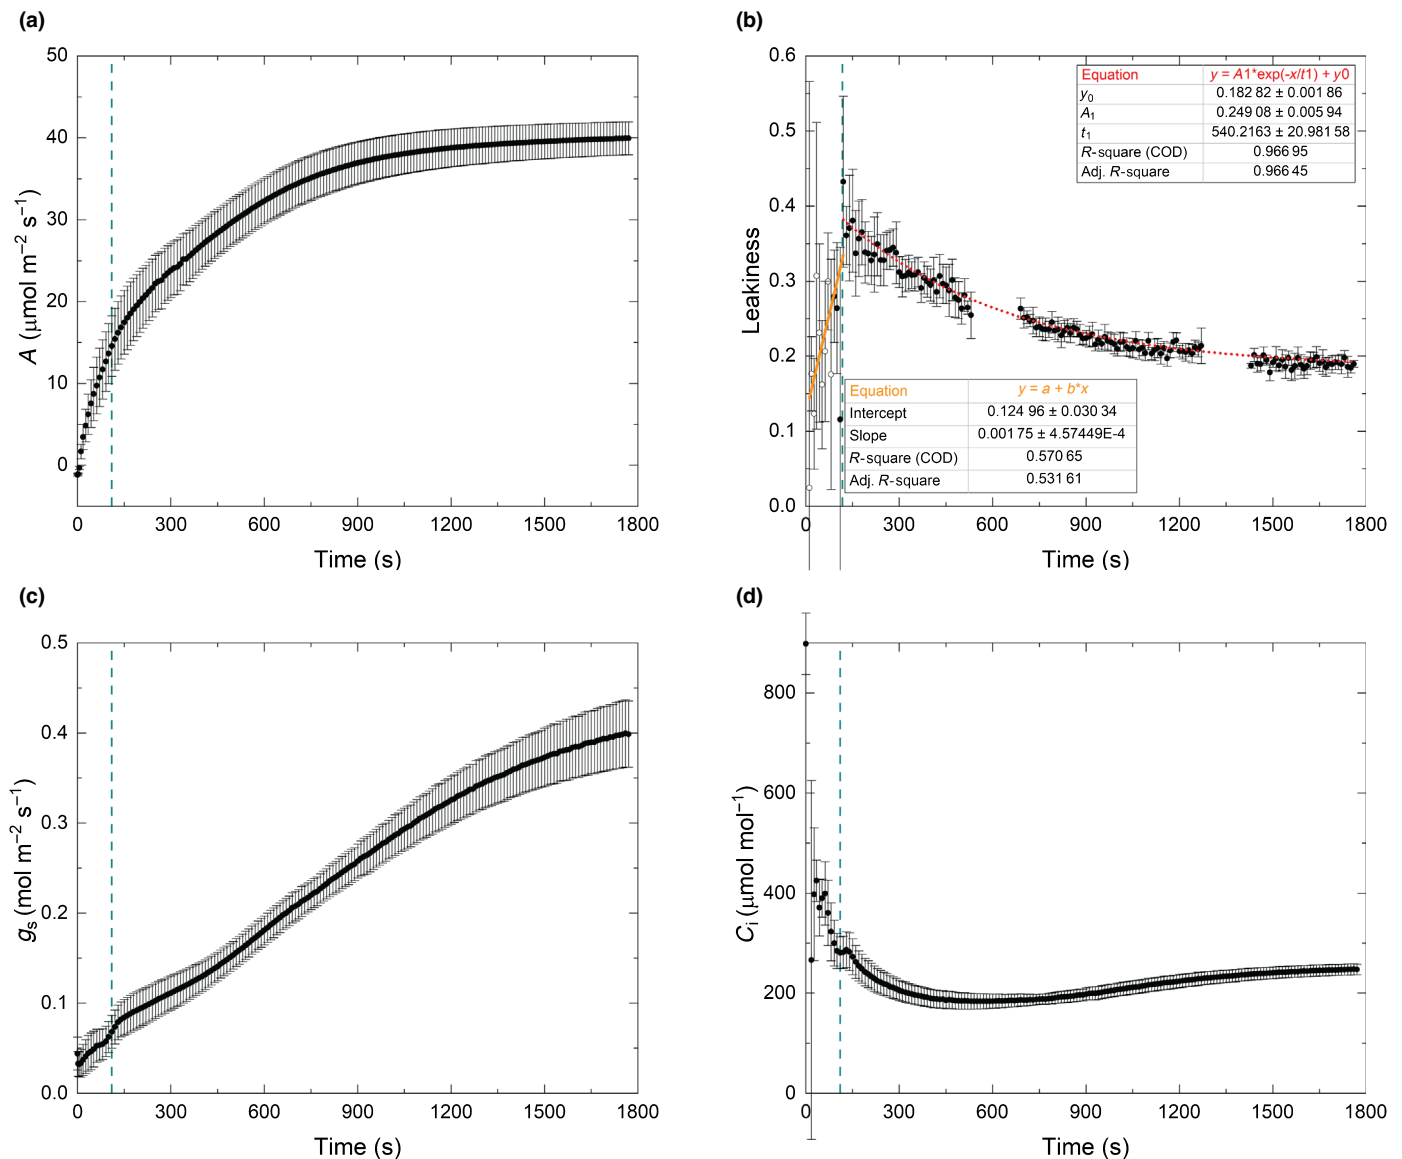 (a)
50
40
30
20
10
0
A (μmol m⁻² s⁻¹)
0 300 600 900 1200 1500 1800
Time (s)
(b)
0.6
0.5
0.4
0.3
0.2
0.1
0.0
Leakiness
Equation y = A1*exp(-x/t1) + y0
y₀ 0.182 82 ± 0.001 86
A₁ 0.249 08 ± 0.005 94
t₁ 540.2163 ± 20.981 58
R-square (COD) 0.966 95
Adj. R-square 0.966 45
Equation y = a + b*x
Intercept 0.124 96 ± 0.030 34
Slope 0.001 75 ± 4.57449E-4
R-square (COD) 0.570 65
Adj. R-square 0.531 61
0 300 600 900 1200 1500 1800
Time (s)
(c)
0.5
0.4
0.3
0.2
0.1
0.0
gₛ (mol m⁻² s⁻¹)
0 300 600 900 1200 1500 1800
Time (s)
(d)
800
600
400
200
0
Cᵢ (μmol mol⁻¹)
0 300 600 900 1200 1500 1800
Time (s)